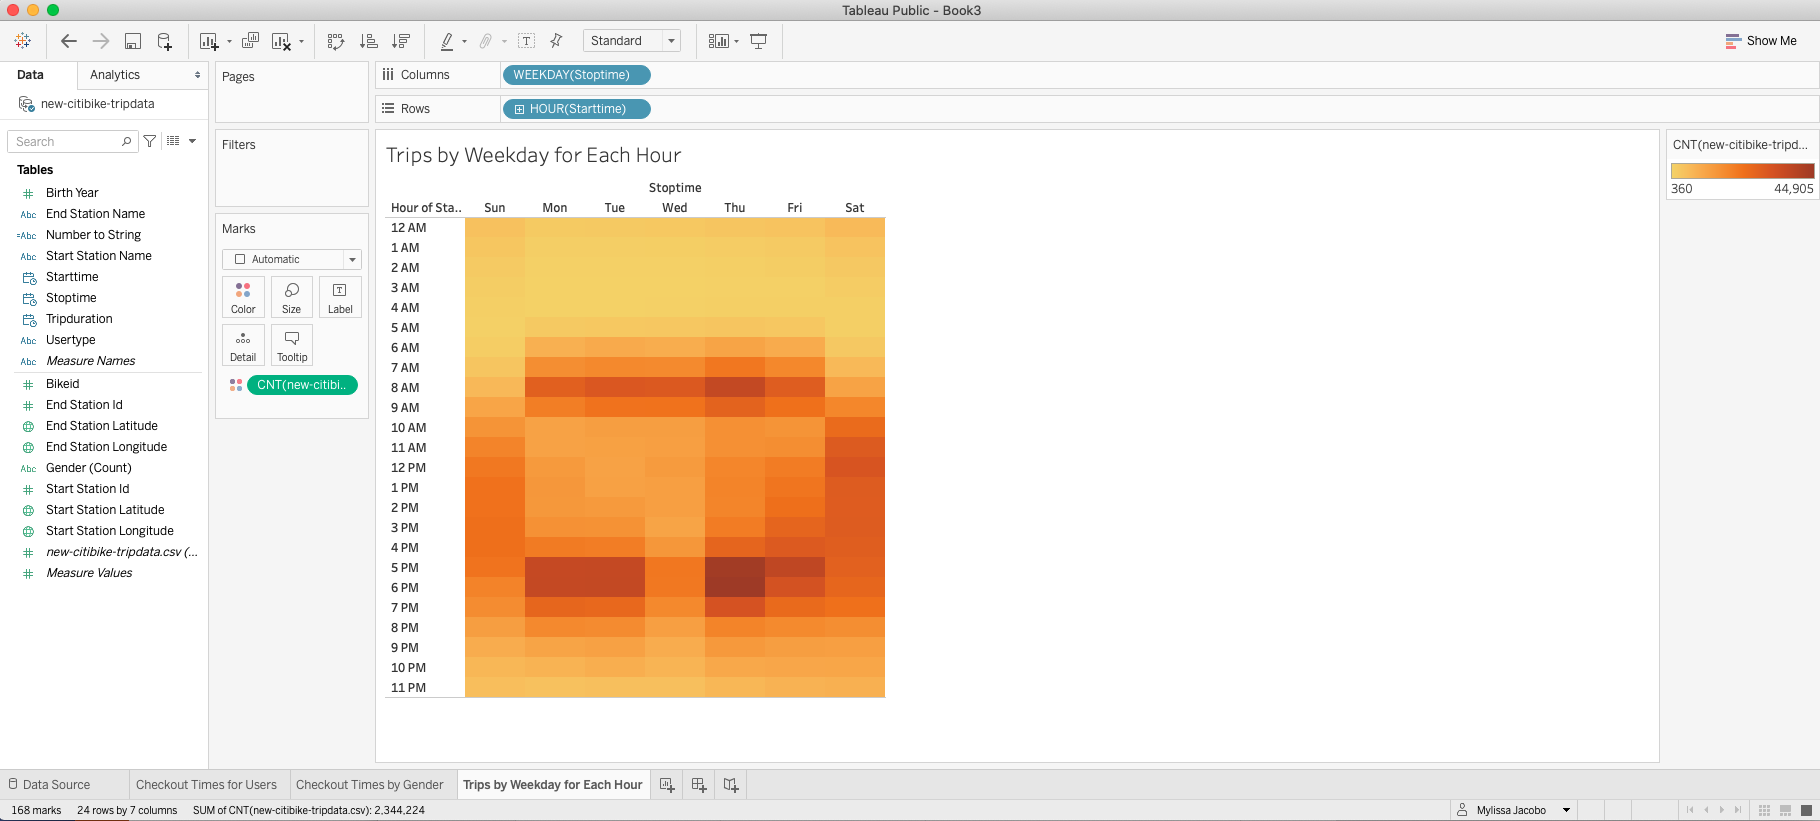 Tableau Public - Book3
Standard
Show Me
Data
Analytics
new-citibike-tripdata
Search
Tables
# Birth Year
Abc End Station Name
=Abc Number to String
Abc Start Station Name
Starttime
Stoptime
Tripduration
Abc Usertype
Abc Measure Names
# Bikeid
# End Station Id
End Station Latitude
End Station Longitude
Abc Gender (Count)
# Start Station Id
Start Station Latitude
Start Station Longitude
# new-citibike-tripdata.csv (...
# Measure Values
Pages
Filters
Marks
Automatic
Color Size Label
Detail Tooltip
CNT(new-citibi..
Columns WEEKDAY(Stoptime)
Rows HOUR(Starttime)
Trips by Weekday for Each Hour
Stoptime
Hour of Sta.. Sun Mon Tue Wed Thu Fri Sat
12 AM
1 AM
2 AM
3 AM
4 AM
5 AM
6 AM
7 AM
8 AM
9 AM
10 AM
11 AM
12 PM
1 PM
2 PM
3 PM
4 PM
5 PM
6 PM
7 PM
8 PM
9 PM
10 PM
11 PM
CNT(new-citibike-tripd...
360 44,905
Data Source Checkout Times for Users Checkout Times by Gender Trips by Weekday for Each Hour
168 marks 24 rows by 7 columns SUM of CNT(new-citibike-tripdata.csv): 2,344,224
Mylissa Jacobo